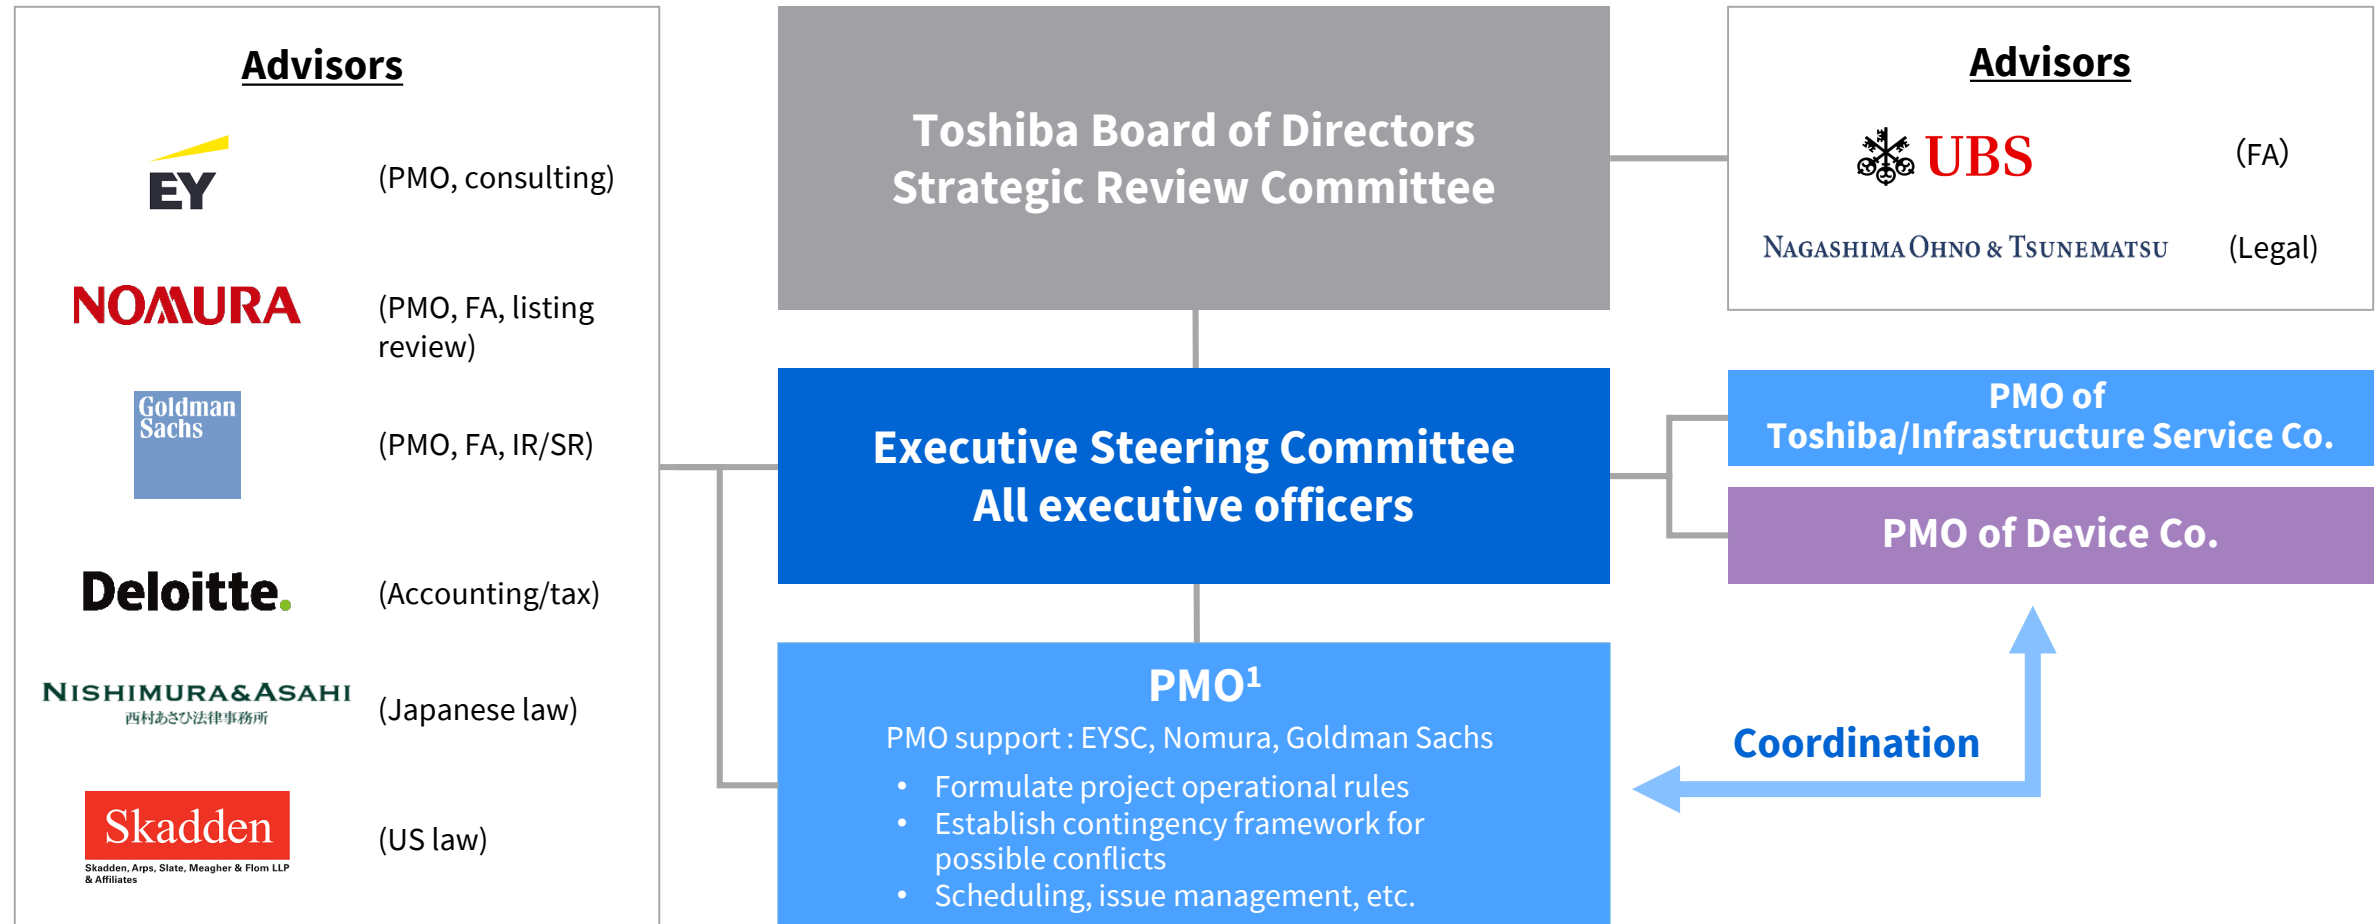 Advisors
EY
(PMO, consulting)
NOMURA
(PMO, FA, listing
review)
Goldman
Sachs
(PMO, FA, IR/SR)
Deloitte.
(Accounting/tax)
NISHIMURA&ASAHI
西村あさひ法律事務所
(Japanese law)
Skadden
Skadden, Arps, Slate, Meagher & Flom LLP
& Affiliates
(US law)
Toshiba Board of Directors
Strategic Review Committee
Executive Steering Committee
All executive officers
PMO¹
PMO support : EYSC, Nomura, Goldman Sachs
• Formulate project operational rules
• Establish contingency framework for
possible conflicts
• Scheduling, issue management, etc.
Advisors
UBS
(FA)
NAGASHIMA OHNO & TSUNEMATSU
(Legal)
PMO of
Toshiba/Infrastructure Service Co.
PMO of Device Co.
Coordination